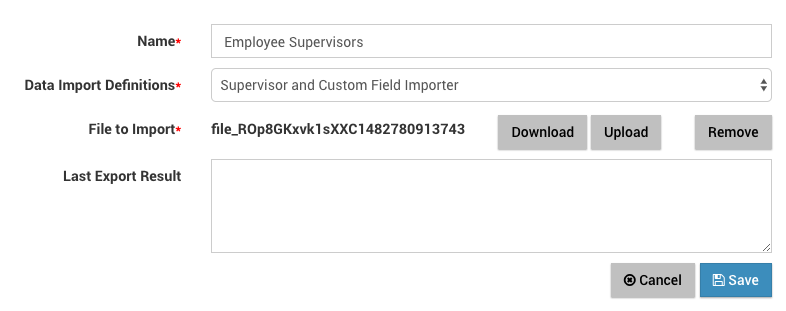 Name*
Employee Supervisors
Data Import Definitions*
Supervisor and Custom Field Importer
File to Import*
file_ROp8GKxvk1sXXC1482780913743
Download
Upload
Remove
Last Export Result
Cancel
Save